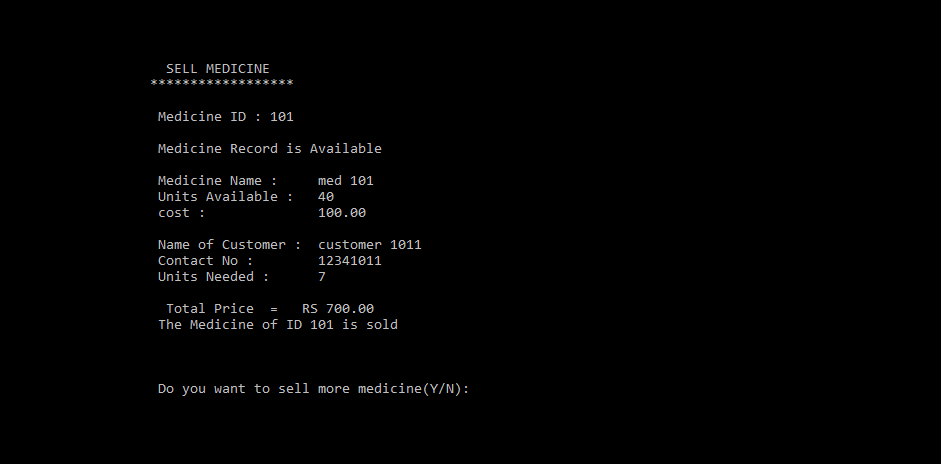 SELL MEDICINE
******************
Medicine ID : 101
Medicine Record is Available
Medicine Name :     med 101
Units Available :   40
cost :              100.00
Name of Customer :  customer 1011
Contact No :        12341011
Units Needed :      7
Total Price  =   RS 700.00
The Medicine of ID 101 is sold
Do you want to sell more medicine(Y/N):